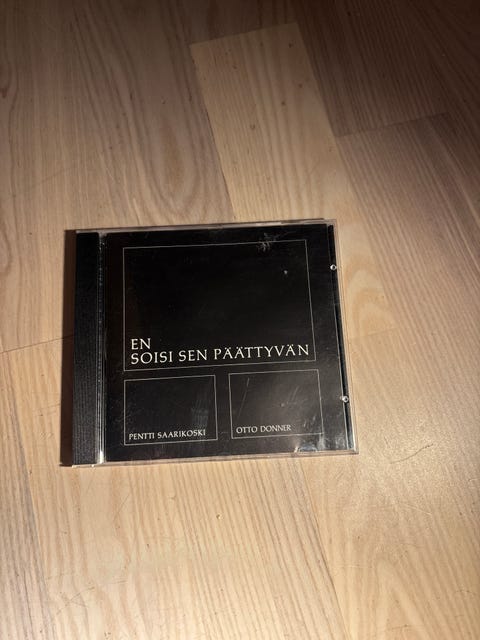 EN
SOISI SEN PÄÄTTYVÄN
PENTTI SAARIKOSKI
OTTO DONNER